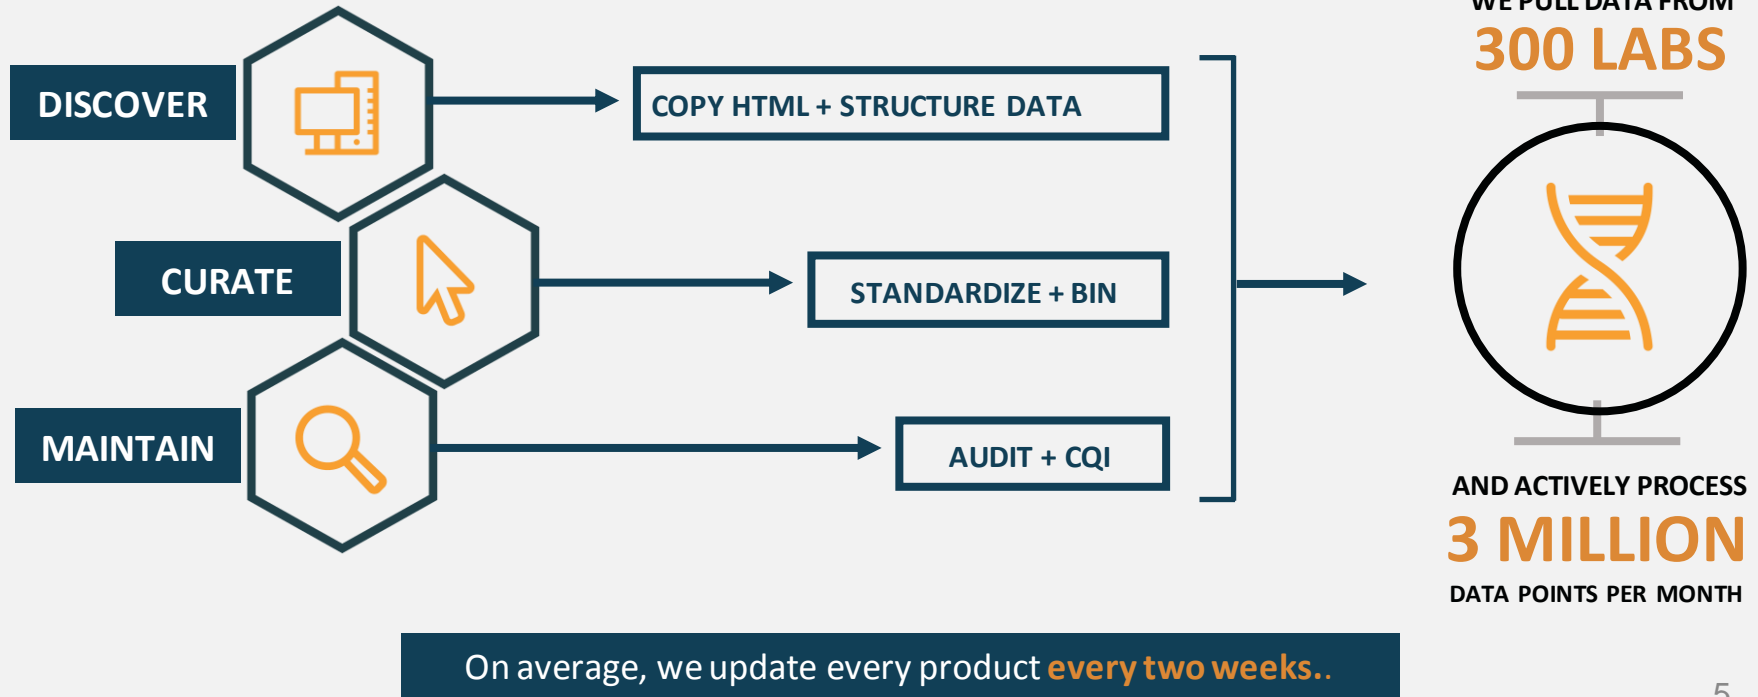 DISCOVER
COPY HTML + STRUCTURE DATA
CURATE
STANDARDIZE + BIN
MAINTAIN
AUDIT + CQI
WE PULL DATA FROM
300 LABS
AND ACTIVELY PROCESS
3 MILLION
DATA POINTS PER MONTH
On average, we update every product every two weeks..
5